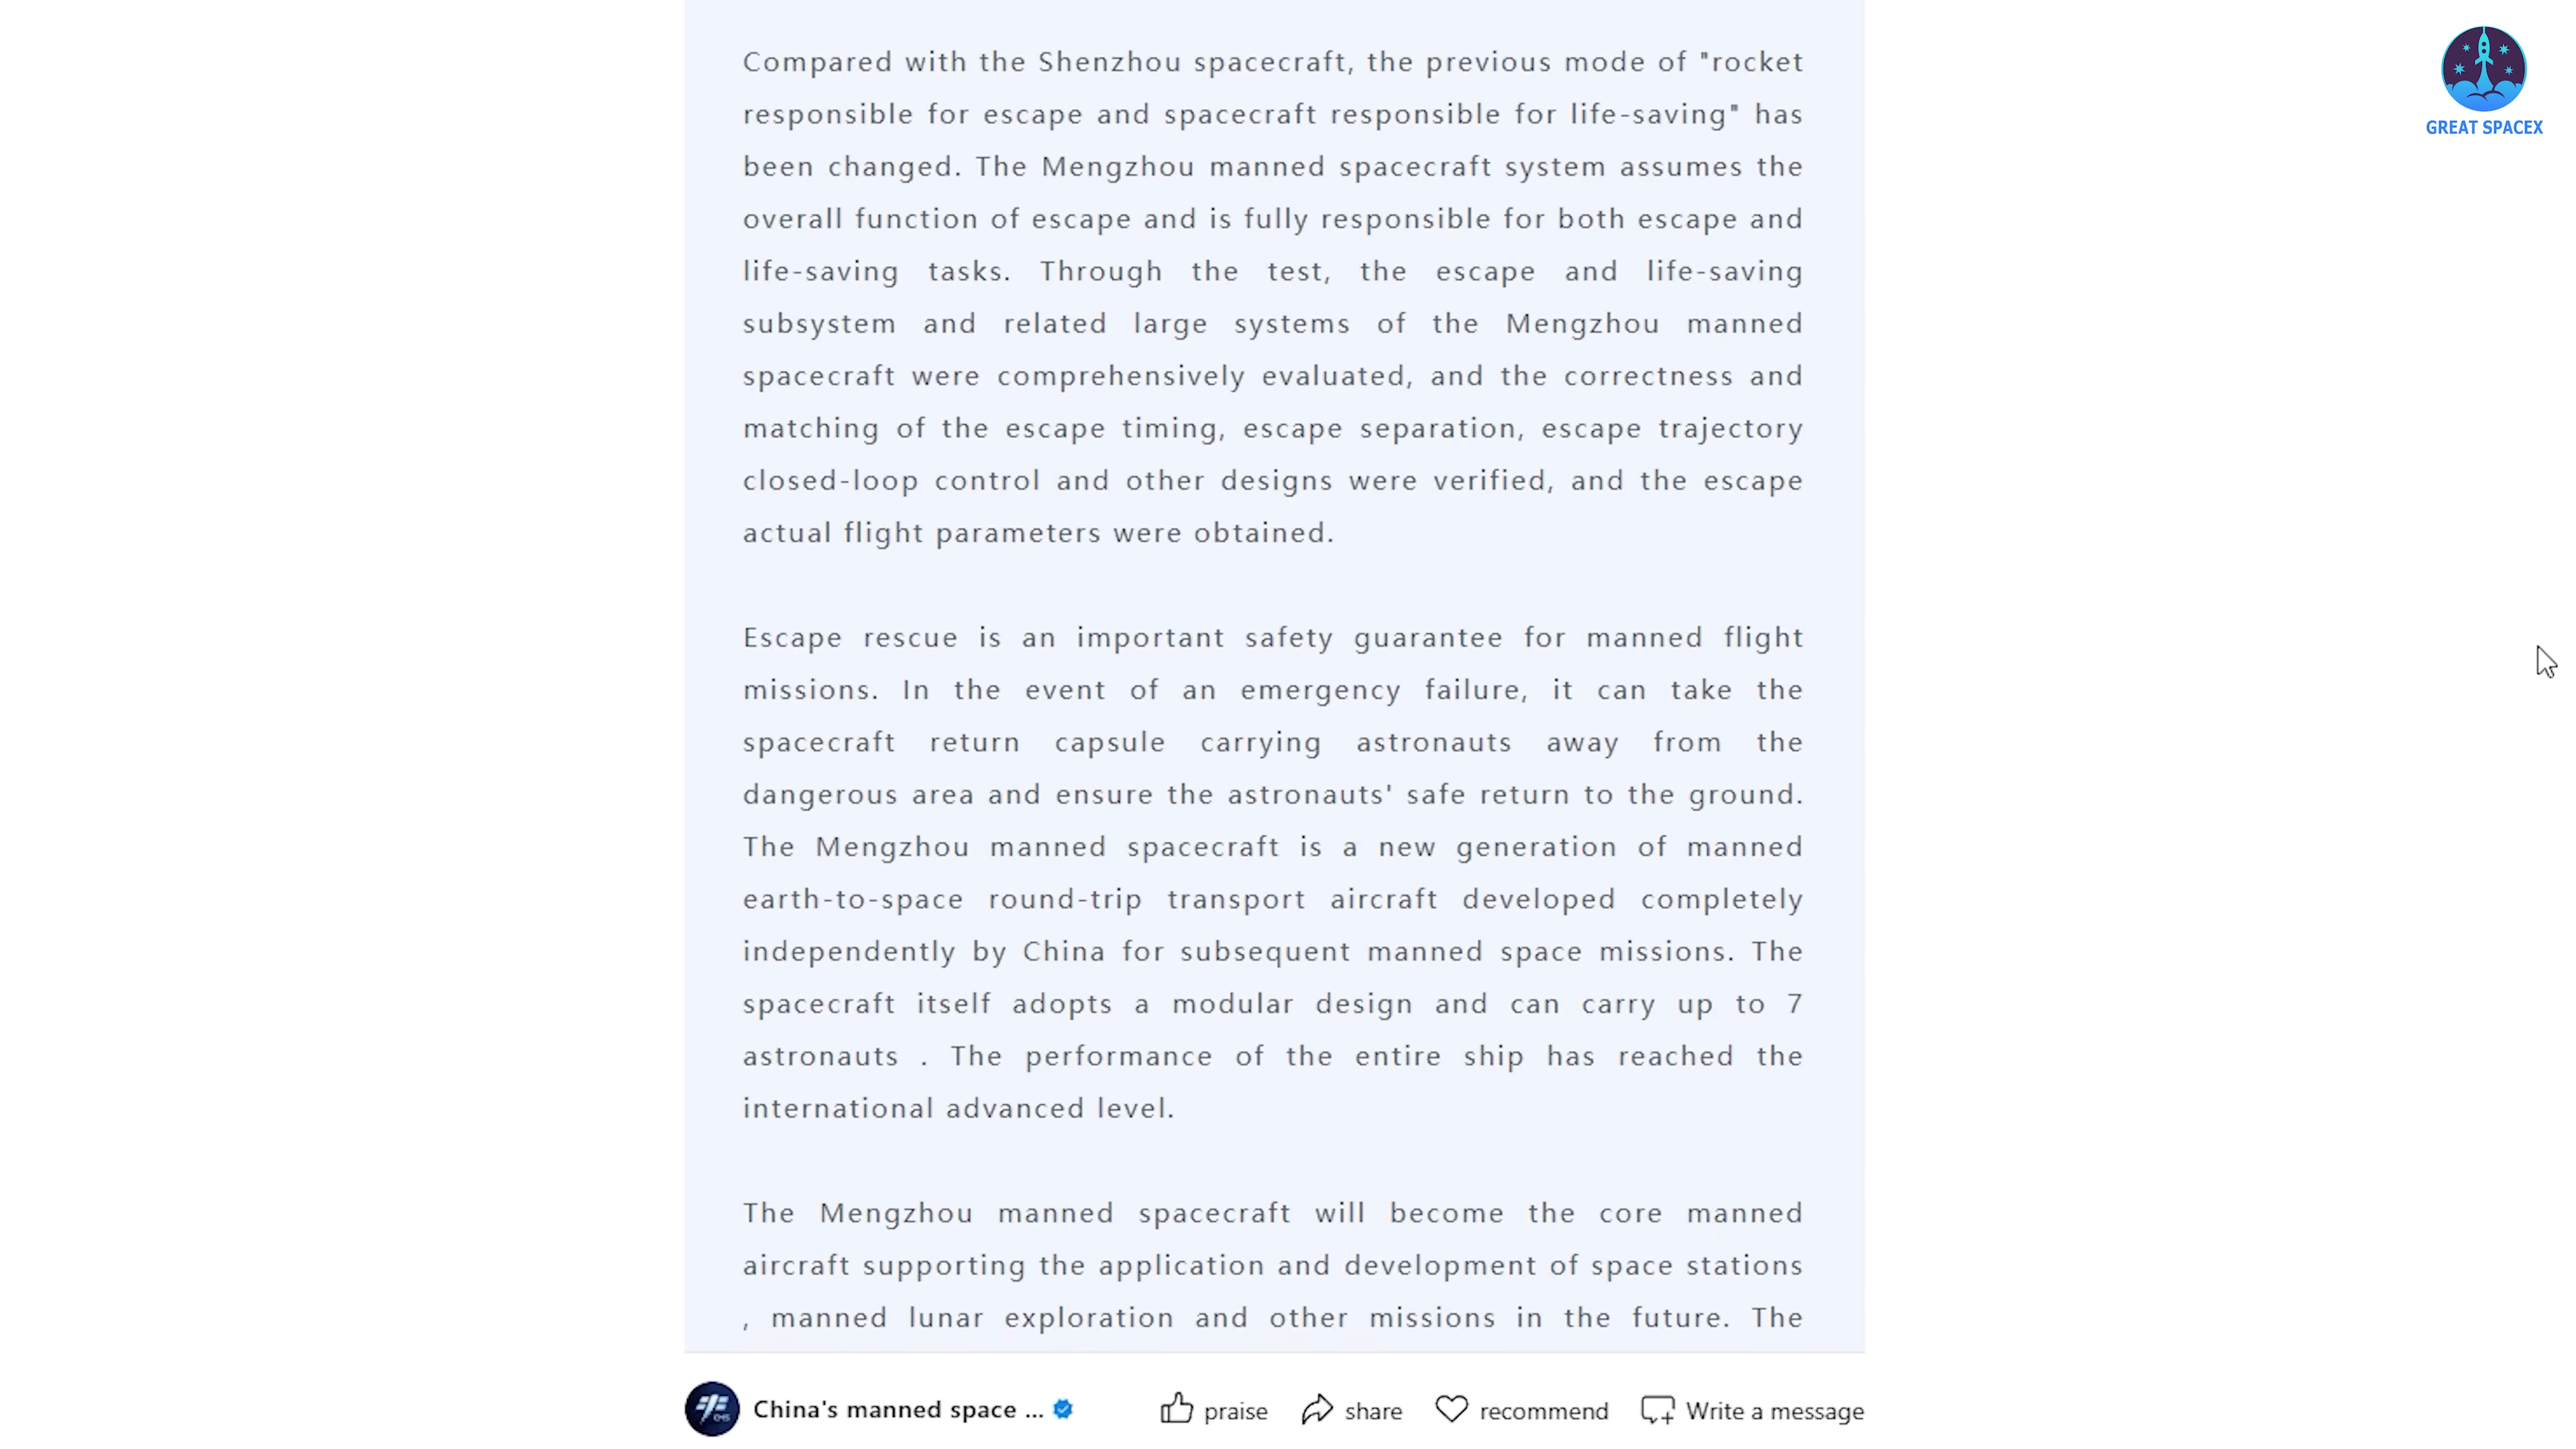 Compared with the Shenzhou spacecraft, the previous mode of "rocket
responsible for escape and spacecraft responsible for life-saving" has
been changed. The Mengzhou manned spacecraft system assumes the
overall function of escape and is fully responsible for both escape and
life-saving tasks. Through the test, the escape and life-saving
subsystem and related large systems of the Mengzhou manned
spacecraft were comprehensively evaluated, and the correctness and
matching of the escape timing, escape separation, escape trajectory
closed-loop control and other designs were verified, and the escape
actual flight parameters were obtained.
Escape rescue is an important safety guarantee for manned flight
missions. In the event of an emergency failure, it can take the
spacecraft return capsule carrying astronauts away from the
dangerous area and ensure the astronauts' safe return to the ground.
The Mengzhou manned spacecraft is a new generation of manned
earth-to-space round-trip transport aircraft developed completely
independently by China for subsequent manned space missions. The
spacecraft itself adopts a modular design and can carry up to 7
astronauts . The performance of the entire ship has reached the
international advanced level.
The Mengzhou manned spacecraft will become the core manned
aircraft supporting the application and development of space stations
, manned lunar exploration and other missions in the future. The
China's manned space ... praise share recommend Write a message
GREAT SPACEX